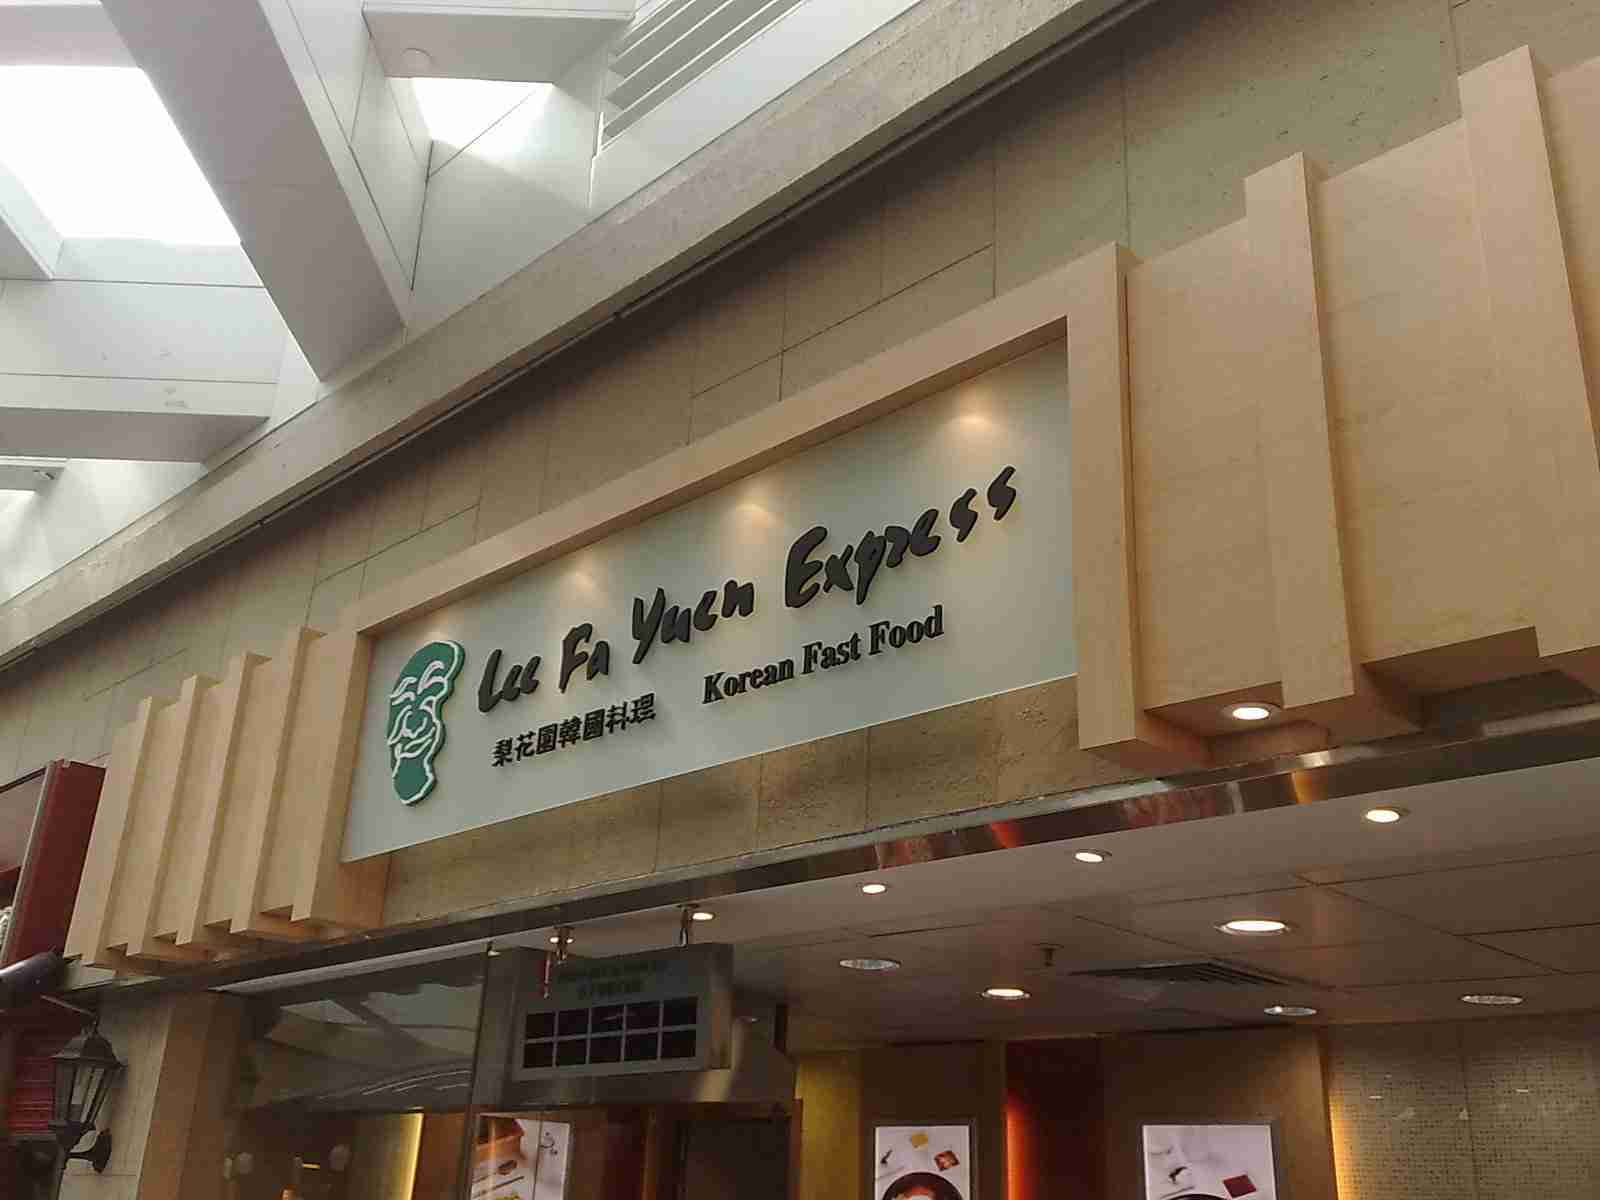 Lee Fa Yuen Express
梨花園韓國料理 Korean Fast Food